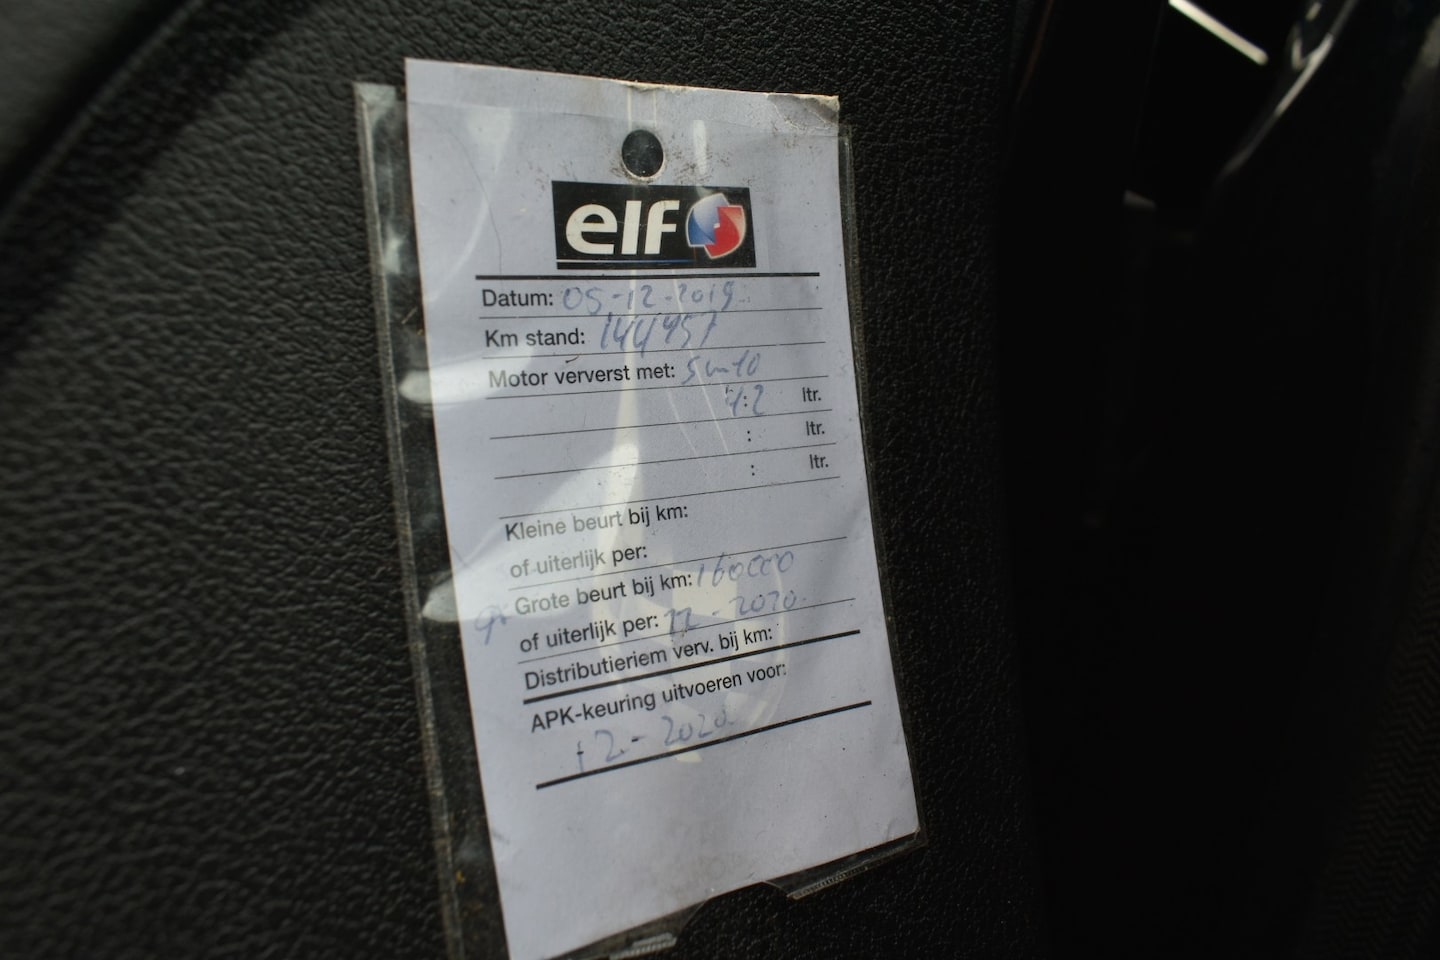 elf
Datum: 05-12-2019
Km stand: 144457
Motor ververst met: 5w40
4:2 ltr.
: ltr.
: ltr.
Kleine beurt bij km:
of uiterlijk per:
Grote beurt bij km: 160000
of uiterlijk per: 12-2020
Distributieriem verv. bij km:
APK-keuring uitvoeren voor:
12-2020